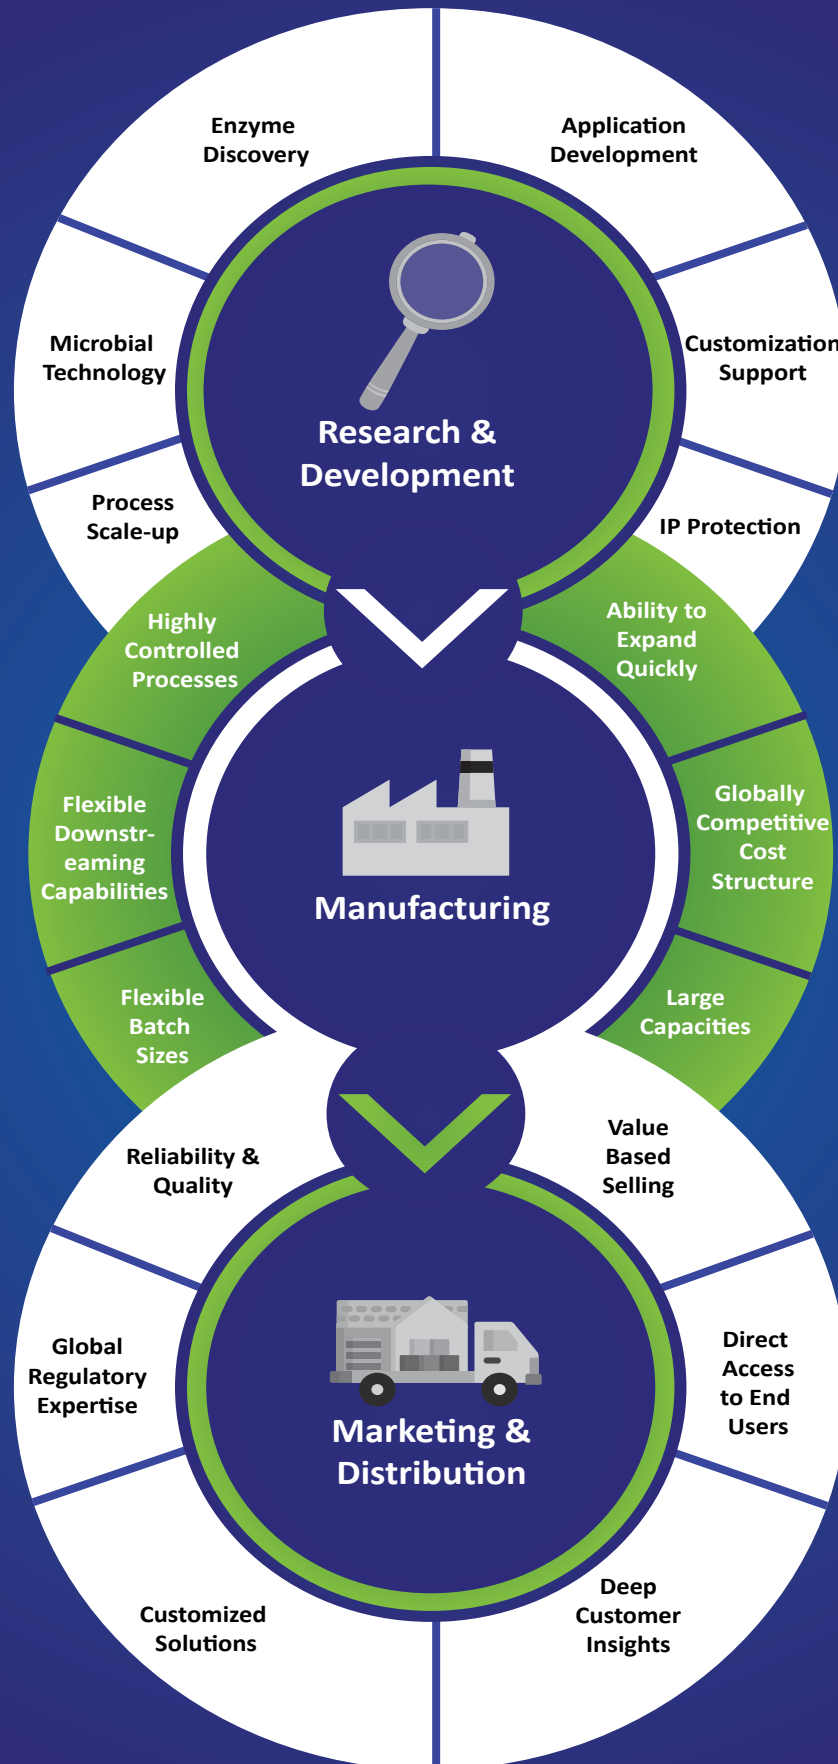 Enzyme
Discovery
Application
Development
Microbial
Technology
Customization
Support
Research &
Development
Process
Scale-up
IP Protection
Highly
Controlled
Processes
Ability to
Expand
Quickly
Flexible
Downstr-
eaming
Capabilities
Globally
Competitive
Cost
Structure
Manufacturing
Flexible
Batch
Sizes
Large
Capacities
Reliability &
Quality
Value
Based
Selling
Global
Regulatory
Expertise
Direct
Access
to End
Users
Marketing &
Distribution
Customized
Solutions
Deep
Customer
Insights